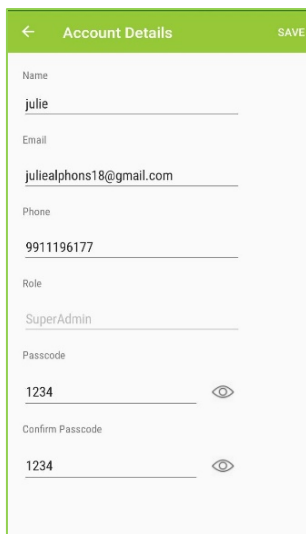 Account Details SAVE
Name
julie
Email
juliealphons18@gmail.com
Phone
9911196177
Role
SuperAdmin
Passcode
1234
Confirm Passcode
1234